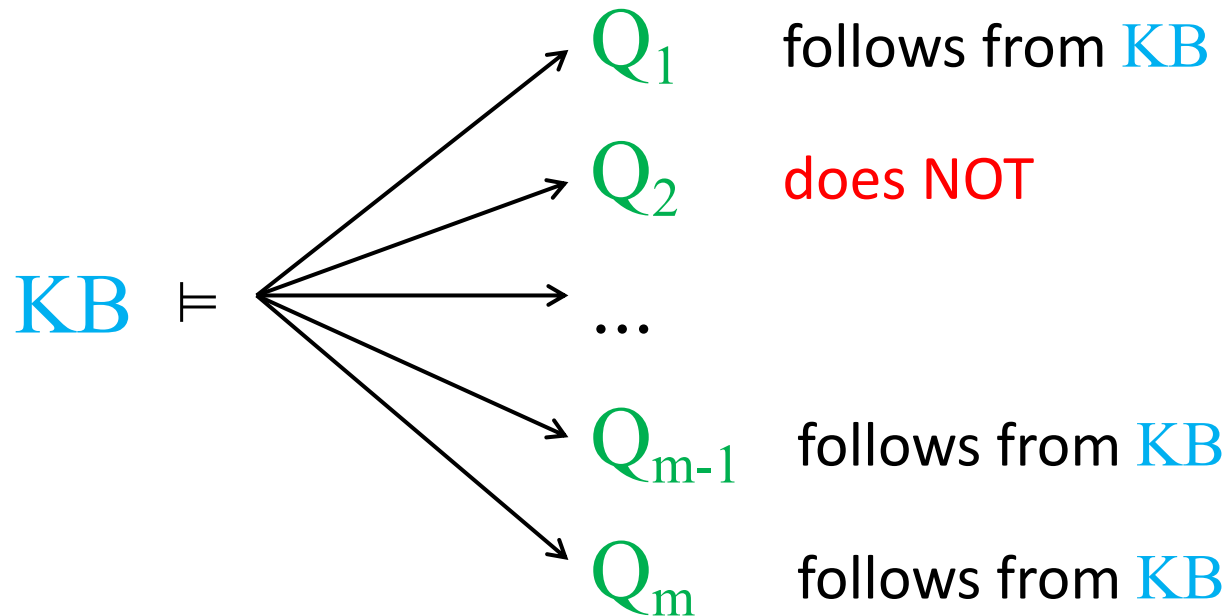 Q₁ follows from KB
Q₂ does NOT
KB ⊨ ...
Qₘ₋₁ follows from KB
Qₘ follows from KB